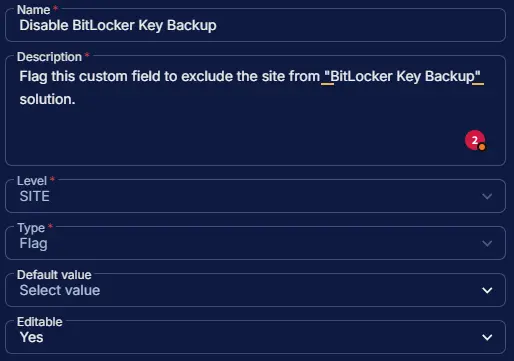 Name *
Disable BitLocker Key Backup
Description *
Flag this custom field to exclude the site from "BitLocker Key Backup"
solution.
2
Level *
SITE
Type *
Flag
Default value
Select value
Editable
Yes